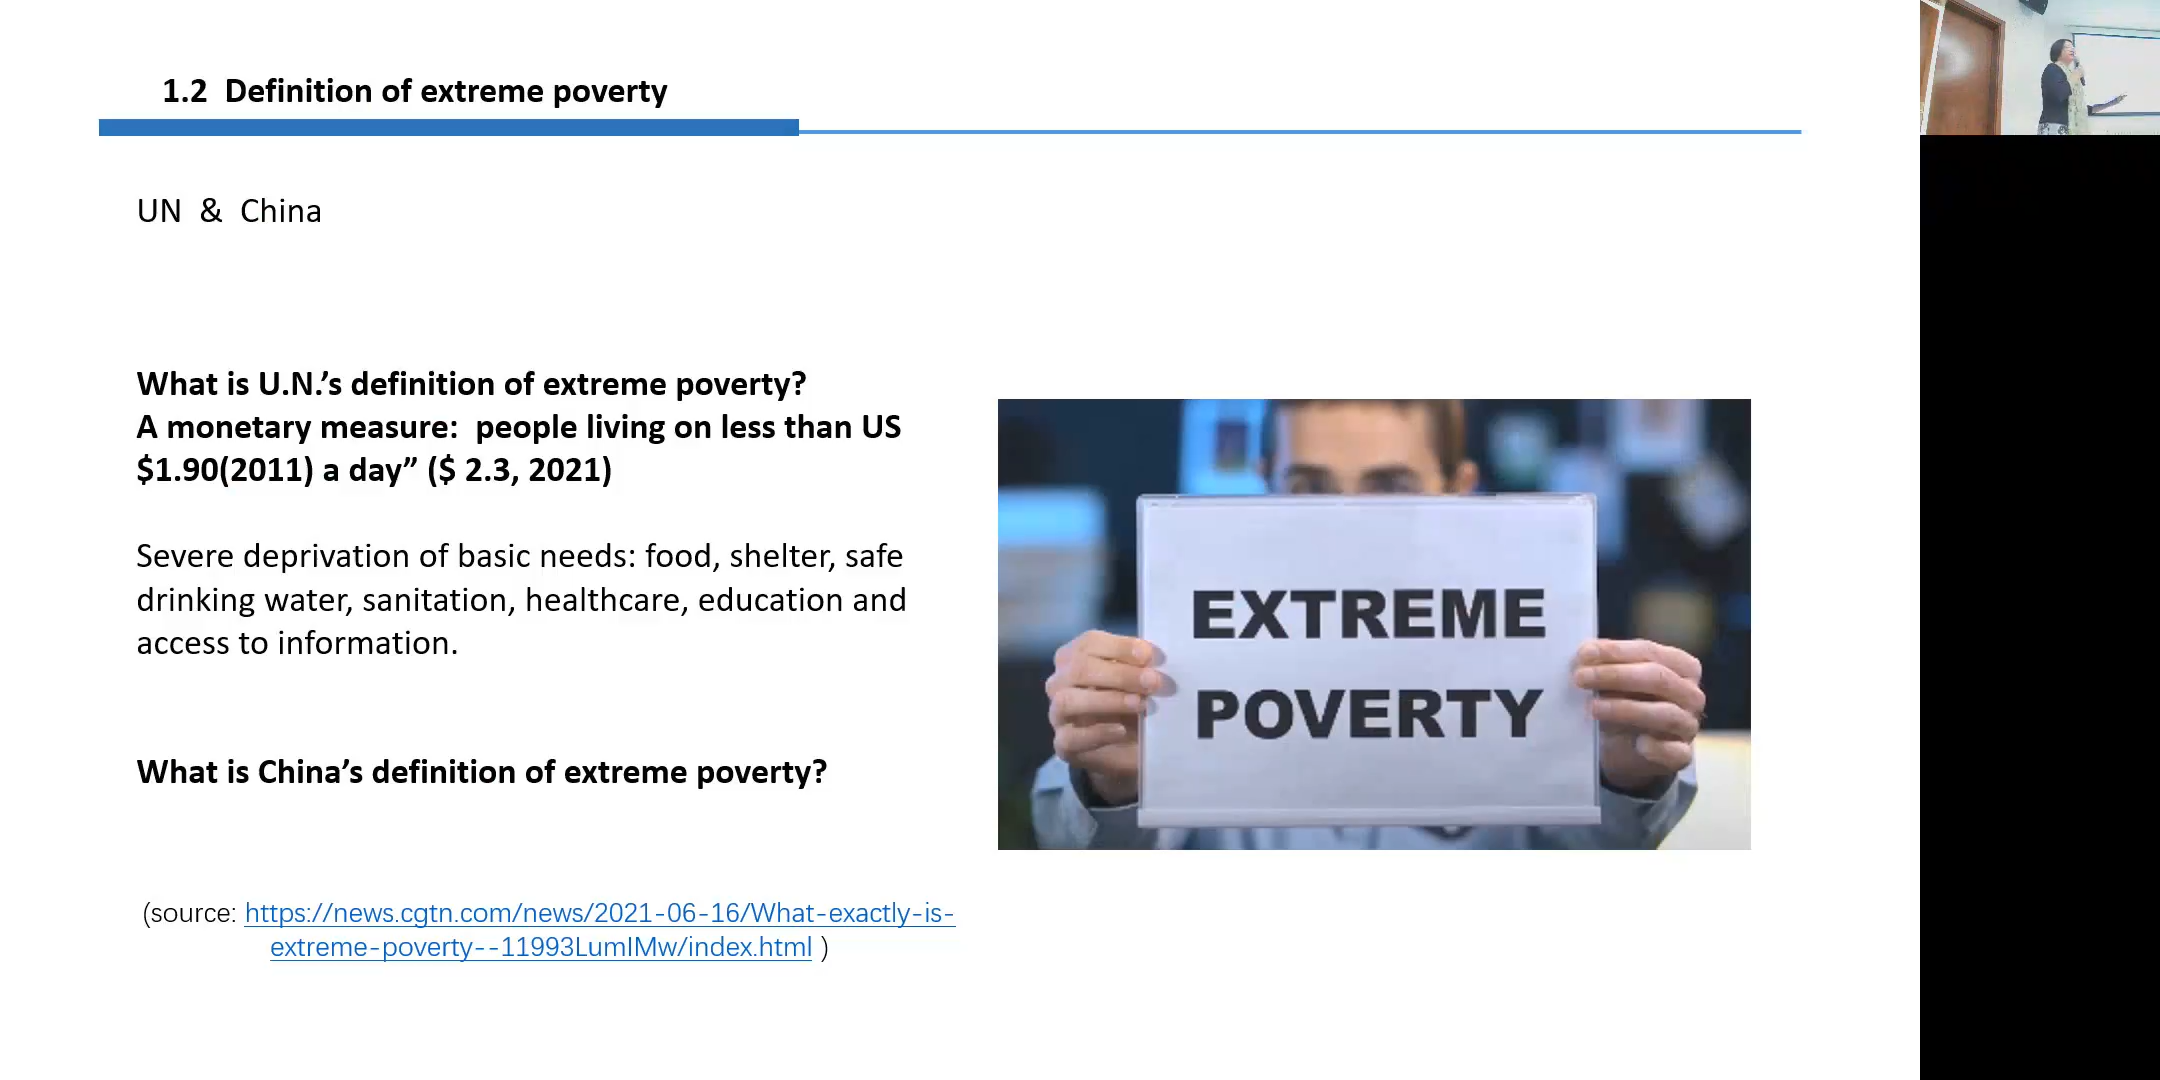 1.2 Definition of extreme poverty
UN & China
What is U.N.’s definition of extreme poverty?
A monetary measure: people living on less than US
$1.90(2011) a day” ($ 2.3, 2021)
Severe deprivation of basic needs: food, shelter, safe
drinking water, sanitation, healthcare, education and
access to information.
What is China’s definition of extreme poverty?
(source: https://news.cgtn.com/news/2021-06-16/What-exactly-is-
extreme-poverty--11993LumIMw/index.html )
EXTREME
POVERTY